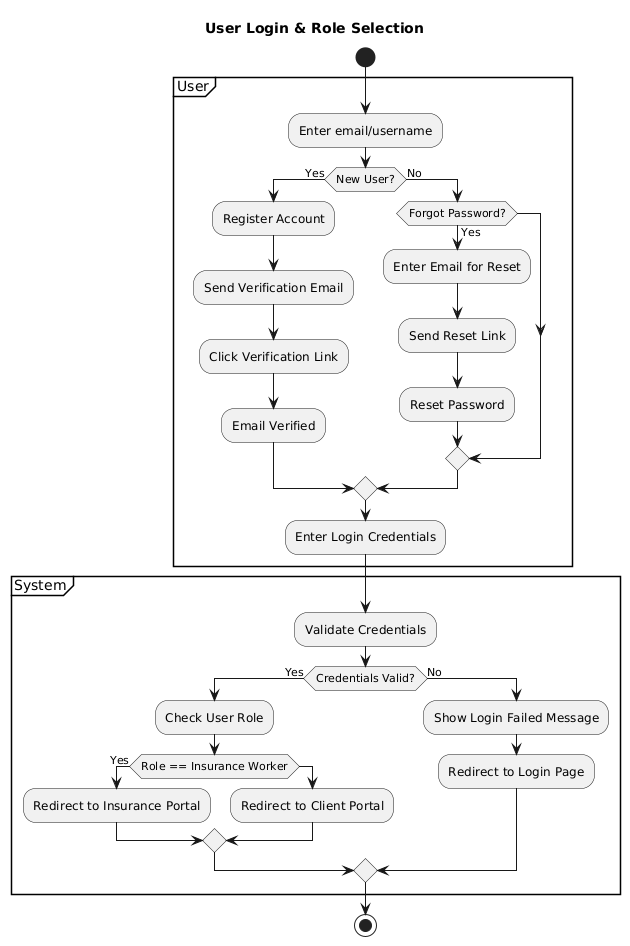 User Login & Role Selection
User
Enter email/username
Yes
New User?
No
Register Account
Forgot Password?
Yes
Send Verification Email
Enter Email for Reset
Click Verification Link
Send Reset Link
Email Verified
Reset Password
Enter Login Credentials
System
Validate Credentials
Yes
Credentials Valid?
No
Check User Role
Show Login Failed Message
Yes
Role == Insurance Worker
Redirect to Login Page
Redirect to Insurance Portal
Redirect to Client Portal